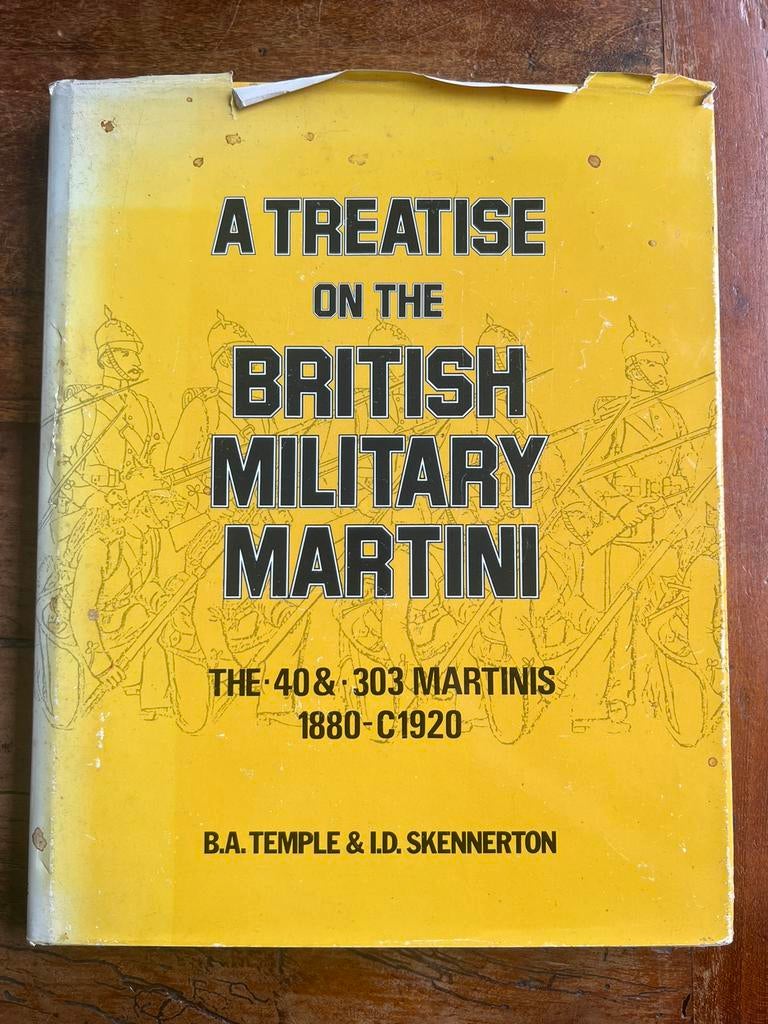 A TREATISE
ON THE
BRITISH
MILITARY
MARTINI
THE·40 & ·303 MARTINIS
1880-C1920
B.A. TEMPLE & I.D. SKENNERTON